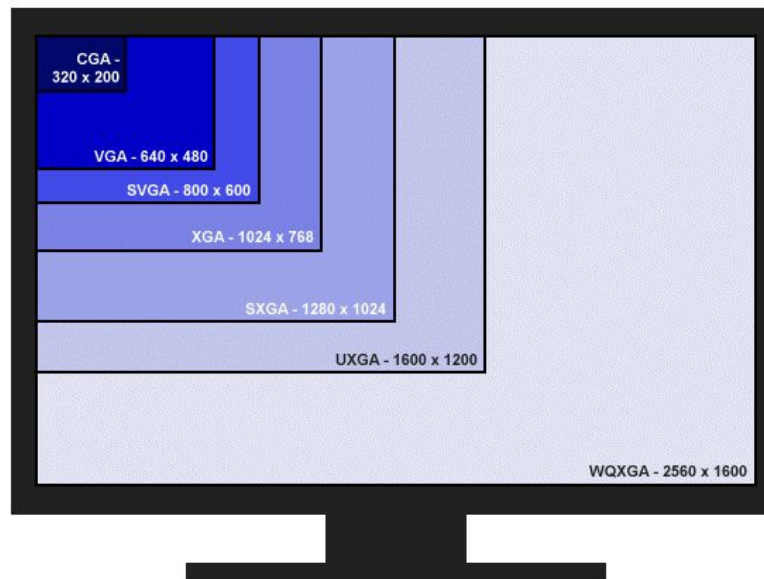 CGA -
320 x 200
VGA - 640 x 480
SVGA - 800 x 600
XGA - 1024 x 768
SXGA - 1280 x 1024
UXGA - 1600 x 1200
WQXGA - 2560 x 1600